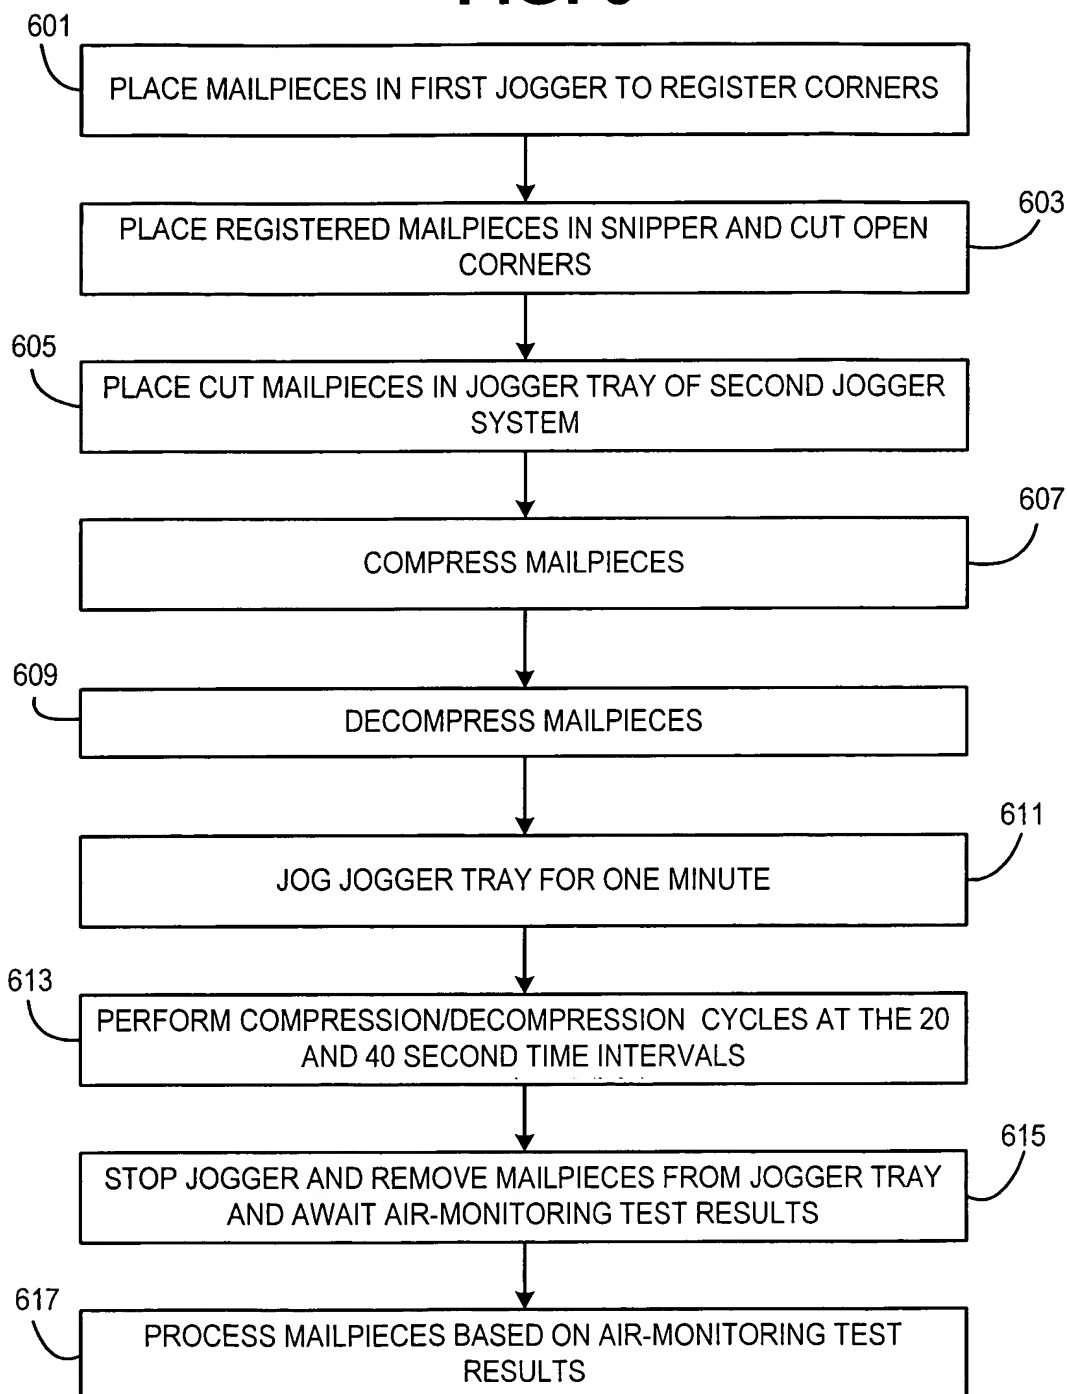 601
PLACE MAILPIECES IN FIRST JOGGER TO REGISTER CORNERS
603
PLACE REGISTERED MAILPIECES IN SNIPPER AND CUT OPEN
CORNERS
605
PLACE CUT MAILPIECES IN JOGGER TRAY OF SECOND JOGGER
SYSTEM
607
COMPRESS MAILPIECES
609
DECOMPRESS MAILPIECES
611
JOG JOGGER TRAY FOR ONE MINUTE
613
PERFORM COMPRESSION/DECOMPRESSION CYCLES AT THE 20
AND 40 SECOND TIME INTERVALS
615
STOP JOGGER AND REMOVE MAILPIECES FROM JOGGER TRAY
AND AWAIT AIR-MONITORING TEST RESULTS
617
PROCESS MAILPIECES BASED ON AIR-MONITORING TEST
RESULTS